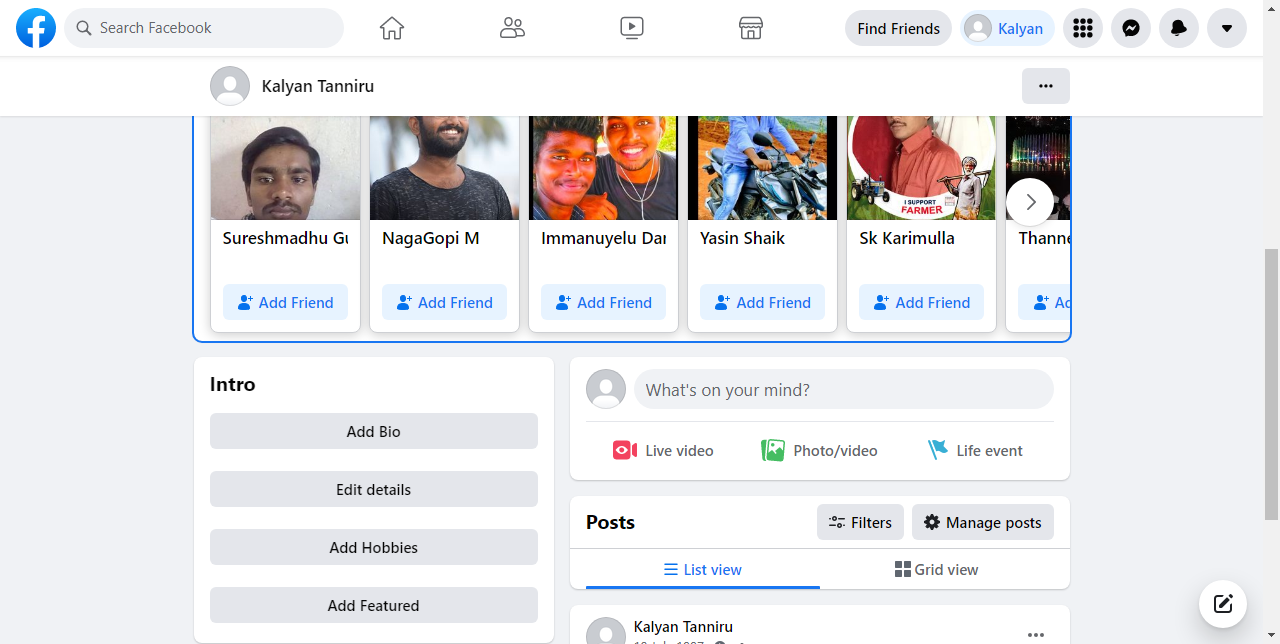 Search Facebook
Find Friends
Kalyan
Kalyan Tanniru
I SUPPORT
FARMER
Sureshmadhu Gu
NagaGopi M
Immanuyelu Dan
Yasin Shaik
Sk Karimulla
Thanne
Add Friend
Add Friend
Add Friend
Add Friend
Add Friend
Intro
Add Bio
Edit details
Add Hobbies
Add Featured
What's on your mind?
Live video
Photo/video
Life event
Posts
Filters
Manage posts
List view
Grid view
Kalyan Tanniru